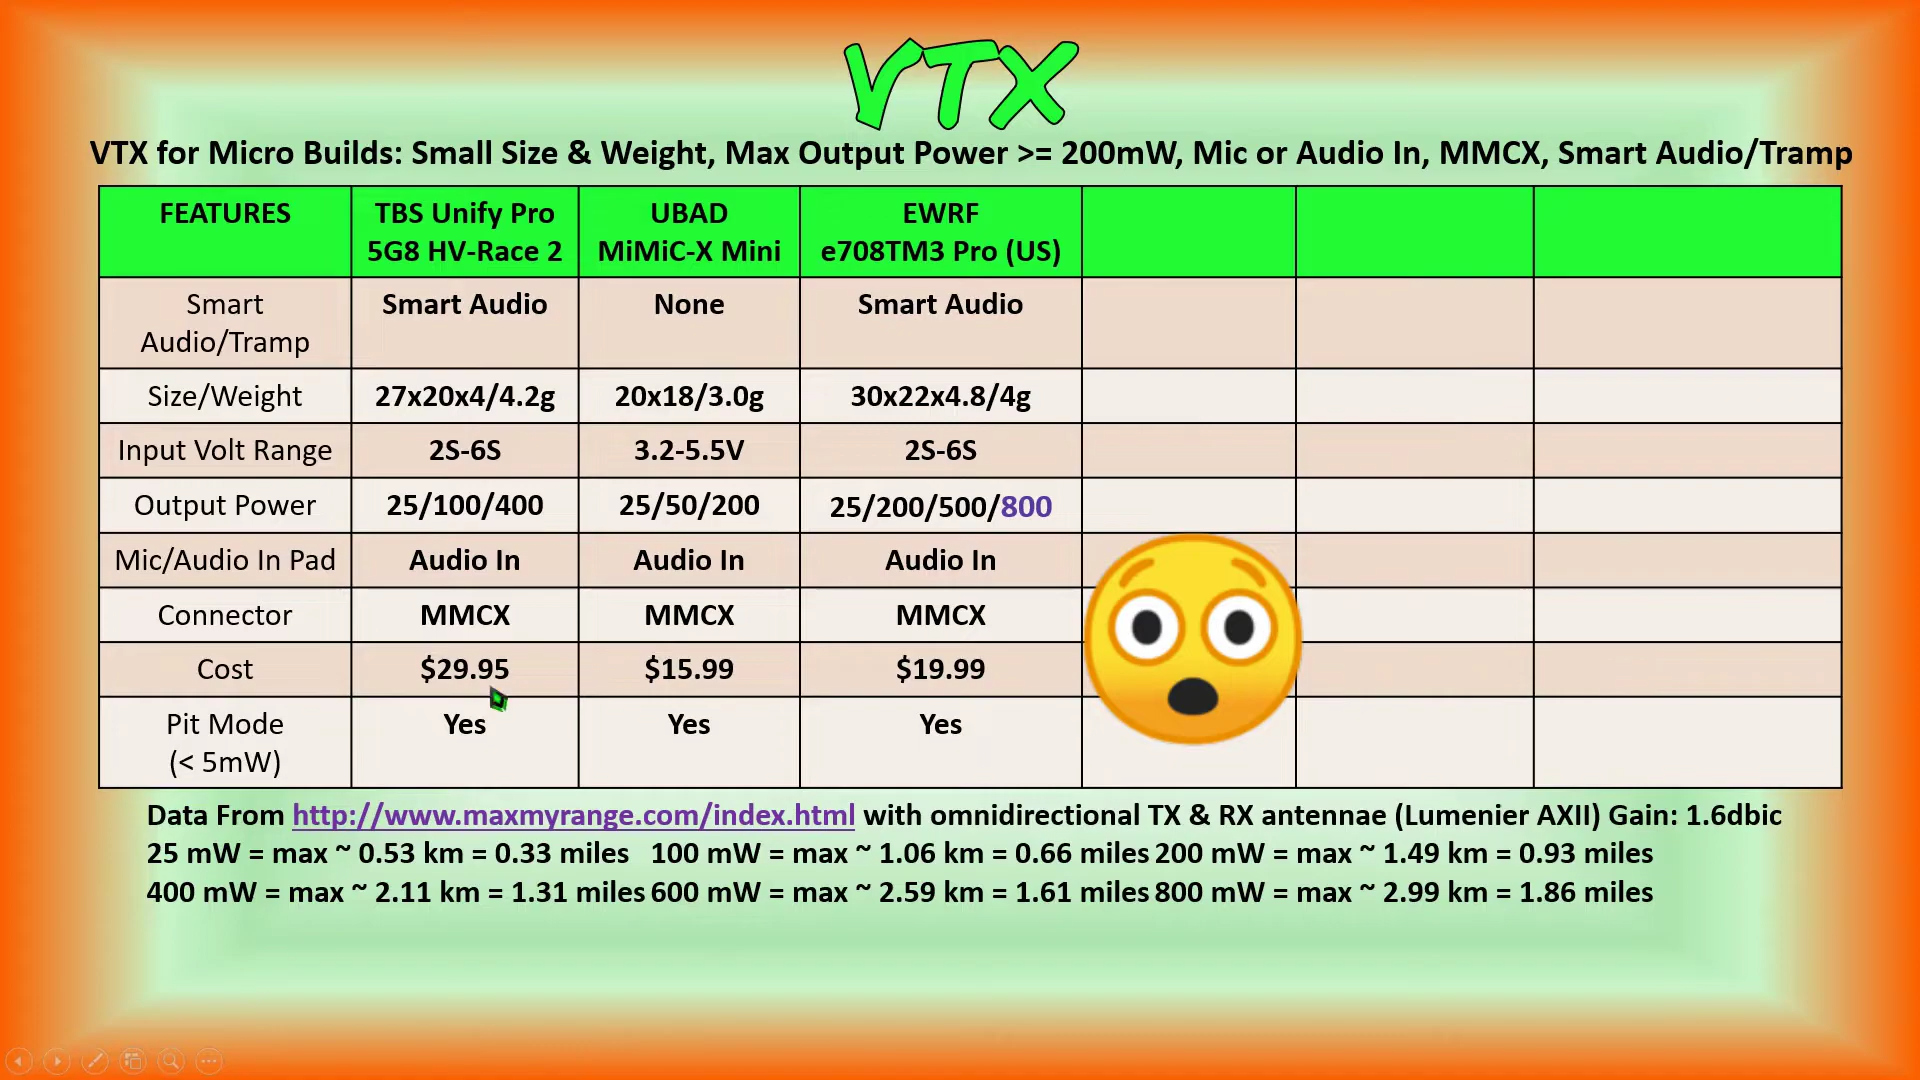 VTX
VTX for Micro Builds: Small Size & Weight, Max Output Power >= 200mW, Mic or Audio In, MMCX, Smart Audio/Tramp
FEATURES TBS Unify Pro 5G8 HV-Race 2 UBAD MiMiC-X Mini EWRF e708TM3 Pro (US)
Smart Audio/Tramp Smart Audio None Smart Audio
Size/Weight 27x20x4/4.2g 20x18/3.0g 30x22x4.8/4g
Input Volt Range 2S-6S 3.2-5.5V 2S-6S
Output Power 25/100/400 25/50/200 25/200/500/800
Mic/Audio In Pad Audio In Audio In Audio In
Connector MMCX MMCX MMCX
Cost $29.95 $15.99 $19.99
Pit Mode (< 5mW) Yes Yes Yes
Data From http://www.maxmyrange.com/index.html with omnidirectional TX & RX antennae (Lumenier AXII) Gain: 1.6dbic
25 mW = max ~ 0.53 km = 0.33 miles 100 mW = max ~ 1.06 km = 0.66 miles 200 mW = max ~ 1.49 km = 0.93 miles
400 mW = max ~ 2.11 km = 1.31 miles 600 mW = max ~ 2.59 km = 1.61 miles 800 mW = max ~ 2.99 km = 1.86 miles